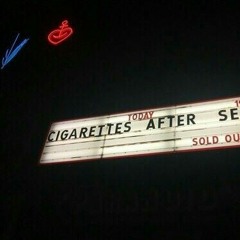 TODAY
CIGARETTES AFTER SE
SOLD OU